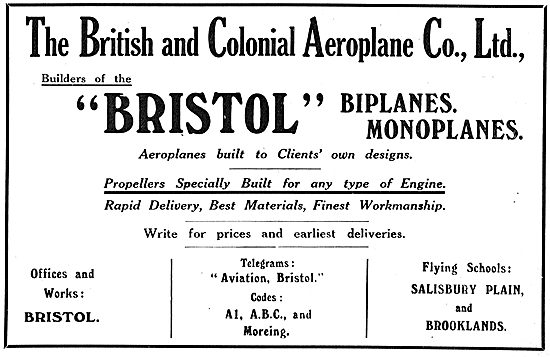 The British and Colonial Aeroplane Co., Ltd.,
Builders of the
"BRISTOL" BIPLANES.
MONOPLANES.
Aeroplanes built to Clients' own designs.
Propellers Specially Built for any type of Engine.
Rapid Delivery, Best Materials, Finest Workmanship.
Write for prices and earliest deliveries.
Offices and
Works:
BRISTOL.
Telegrams:
"Aviation, Bristol."
Codes:
A1, A.B.C., and
Moreing.
Flying Schools:
SALISBURY PLAIN,
and
BROOKLANDS.